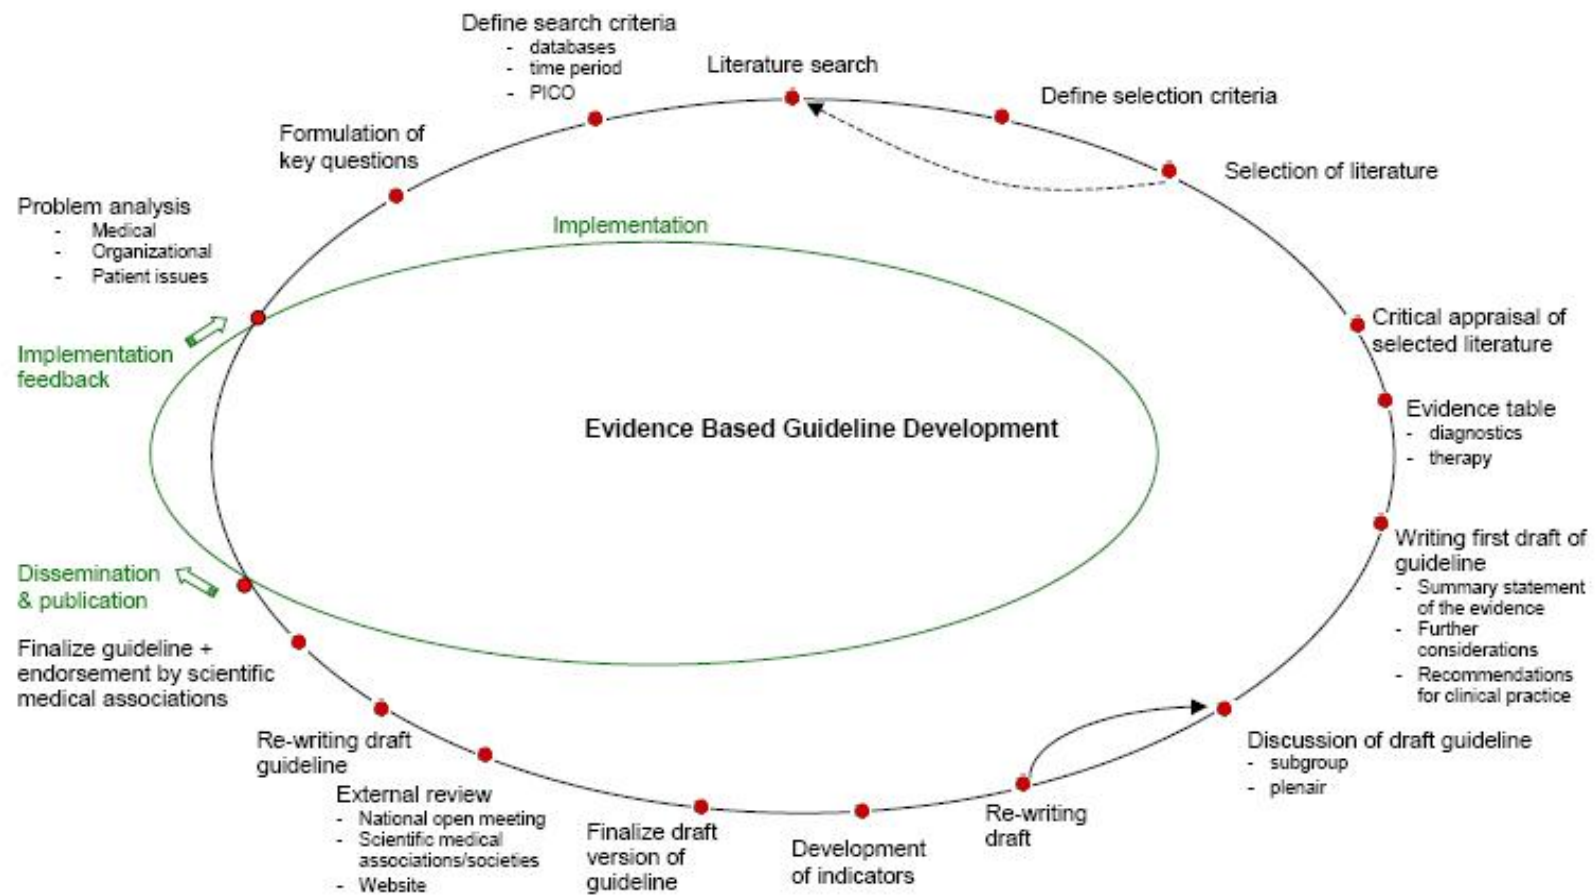 Define search criteria
- databases
- time period
- PICO
Literature search
Define selection criteria
Selection of literature
Formulation of
key questions
Problem analysis
- Medical
- Organizational
- Patient issues
Implementation
Implementation
feedback
Critical appraisal of
selected literature
Evidence table
- diagnostics
- therapy
Evidence Based Guideline Development
Writing first draft of
guideline
- Summary statement
of the evidence
- Further
considerations
- Recommendations
for clinical practice
Dissemination
& publication
Finalize guideline +
endorsement by scientific
medical associations
Re-writing draft
guideline
External review
- National open meeting
- Scientific medical
associations/societies
- Website
Finalize draft
version of
guideline
Development
of indicators
Re-writing
draft
Discussion of draft guideline
- subgroup
- plenair